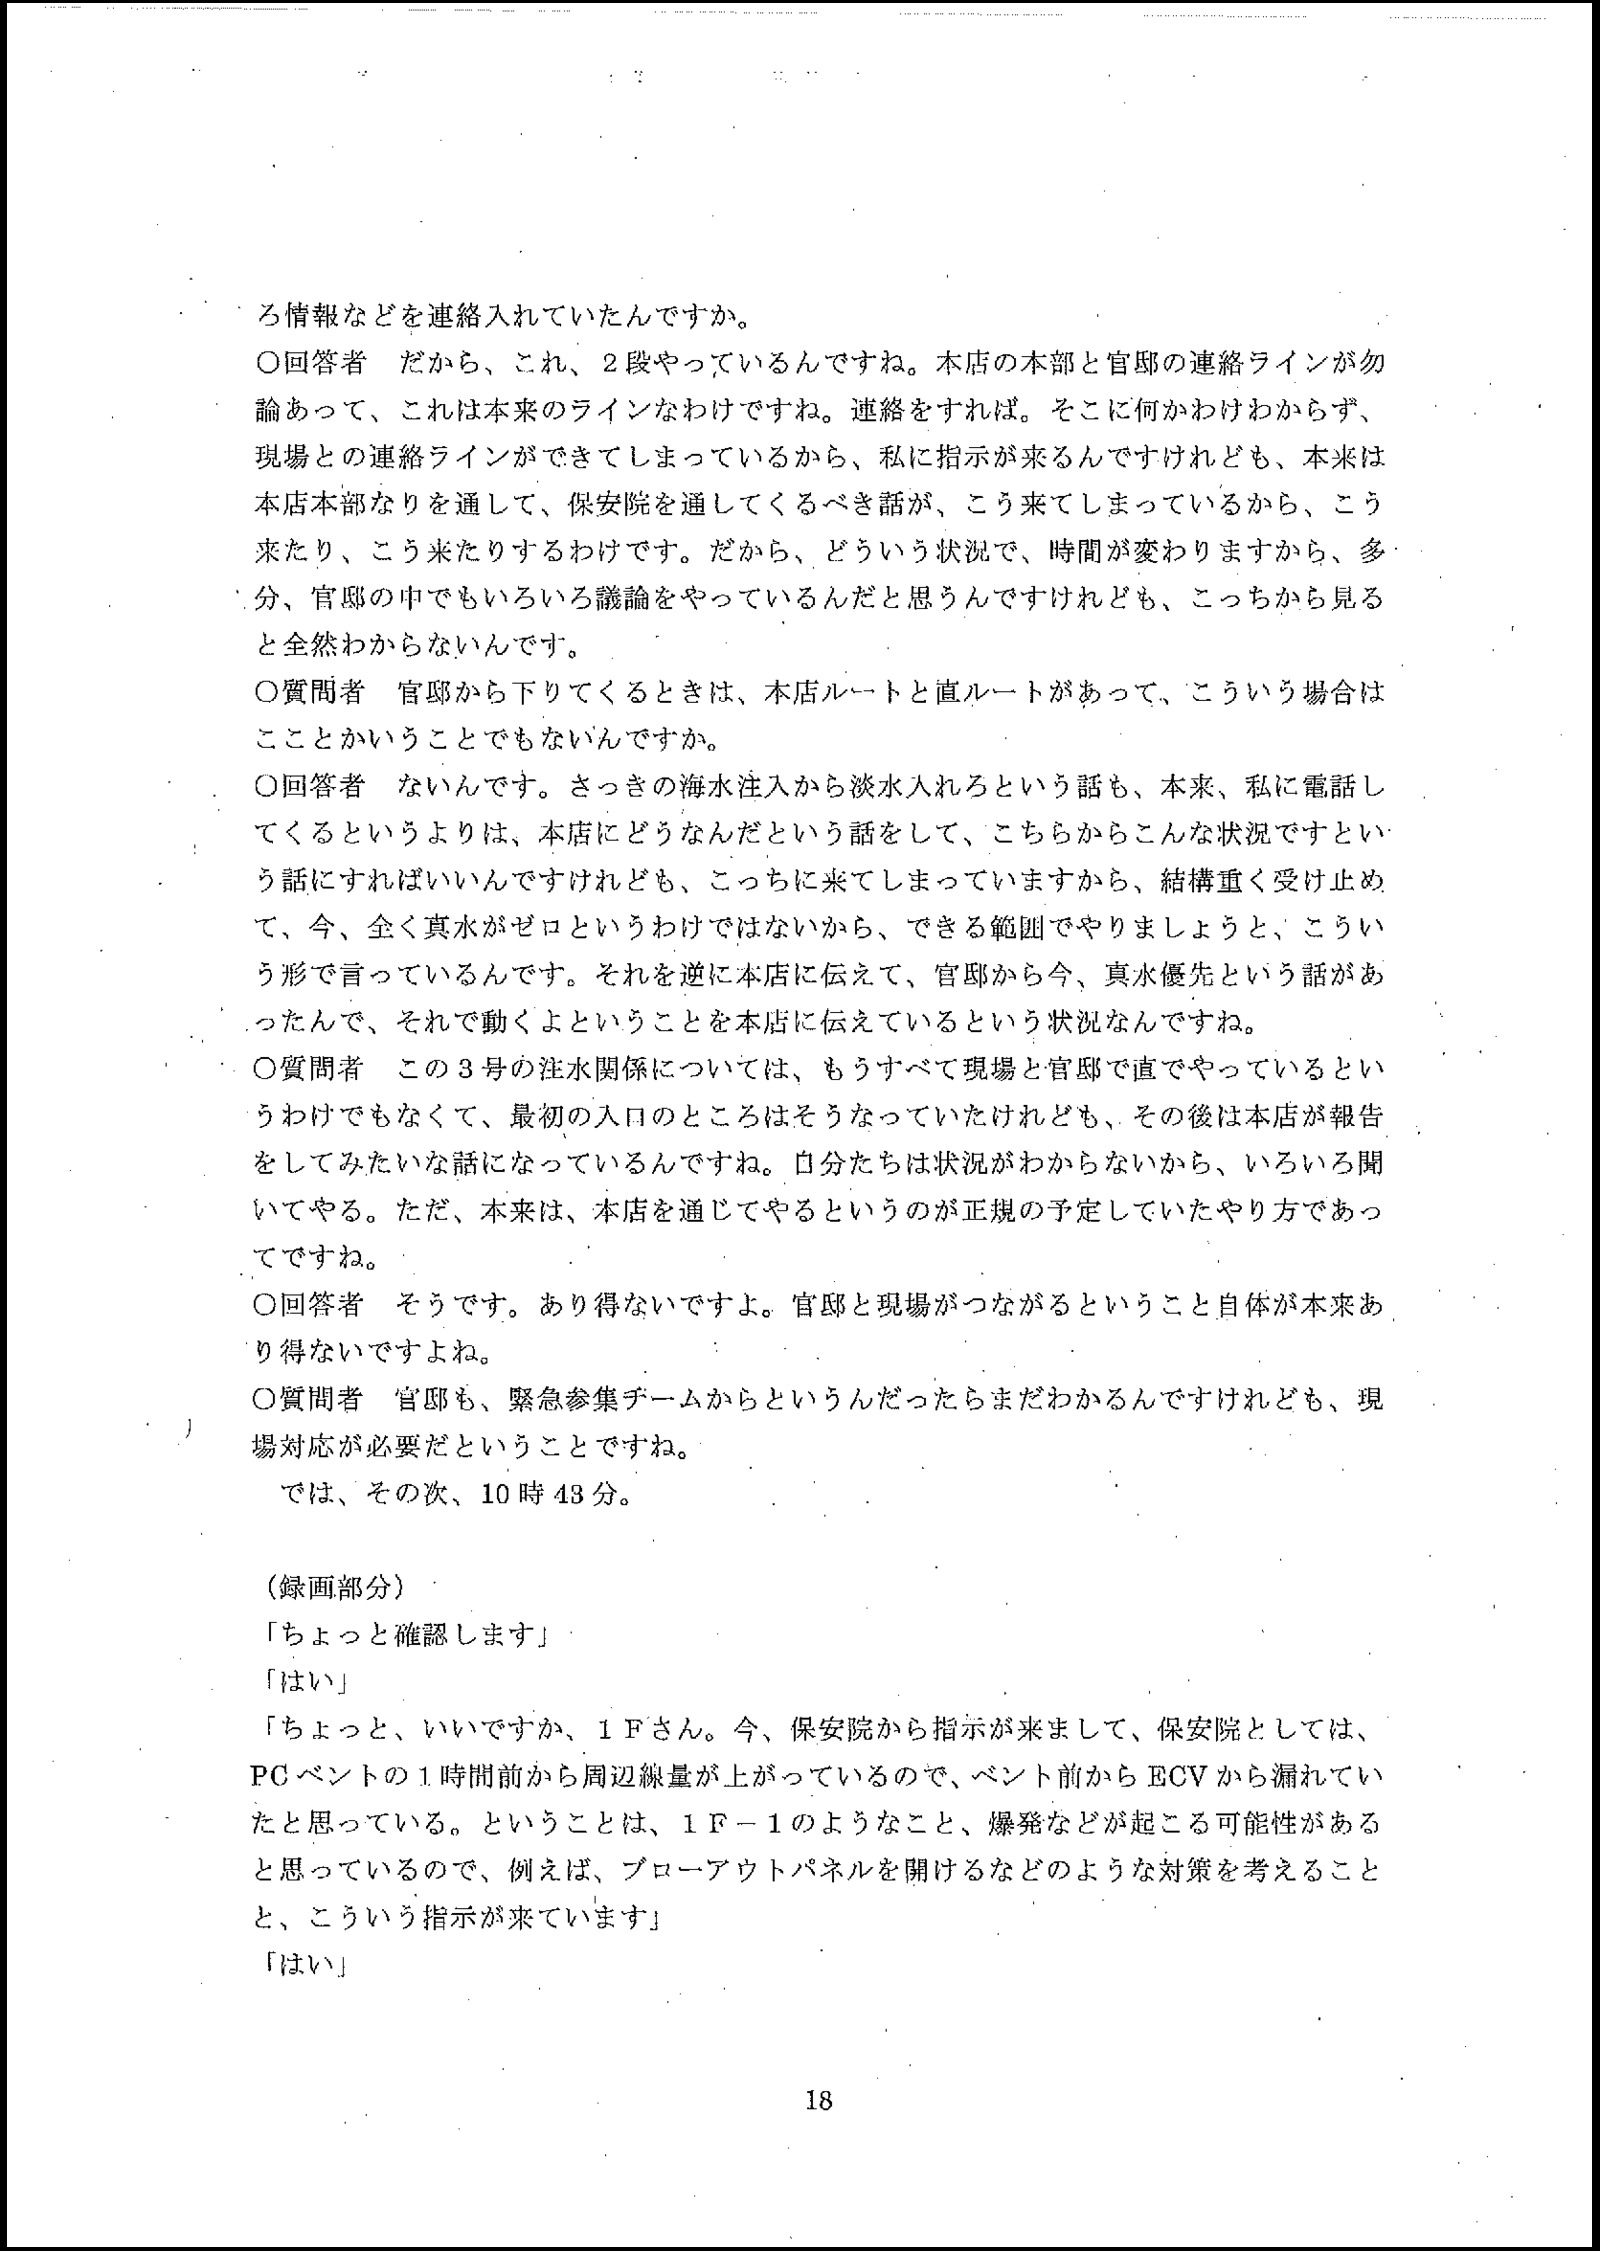 ろ情報などを連絡入れていたんですか。
○回答者　だから、これ、２段やっているんですね。本店の本部と官邸の連絡ラインが勿
論あって、これは本来のラインなわけですね。連絡をすれば。そこに何かわけわからず、
現場との連絡ラインができてしまっているから、私に指示が来るんですけれども、本来は
本店本部なりを通して、保安院を通してくるべき話が、こう来てしまっているから、こう
来たり、こう来たりするわけです。だから、どういう状況で、時間が変わりますから、多
分、官邸の中でもいろいろ議論をやっているんだと思うんですけれども、こっちから見る
と全然わからないんです。
○質問者　官邸から下りてくるときは、本店ルートと直ルートがあって、こういう場合は
こことかいうことでもないんですか。
○回答者　ないんです。さっきの海水注入から淡水入れろという話も、本来、私に電話し
てくるというよりは、本店にどうなんだという話をして、こちらからこんな状況ですとい
う話にすればいいんですけれども、こっちに来てしまっていますから、結構重く受け止め
て、今、全く真水がゼロというわけではないから、できる範囲でやりましょうと、こうい
う形で言っているんです。それを逆に本店に伝えて、官邸から今、真水優先という話があ
ったんで、それで動くよということを本店に伝えているという状況なんですね。
○質問者　この３号の注水関係については、もうすべて現場と官邸で直でやっているとい
うわけでもなくて、最初の入口のところはそうなっていたけれども、その後は本店が報告
をしてみたいな話になっているんですね。自分たちは状況がわからないから、いろいろ聞
いてやる。ただ、本来は、本店を通じてやるというのが正規の予定していたやり方であっ
てですね。
○回答者　そうです。あり得ないですよ。官邸と現場がつながるということ自体が本来あ
り得ないですよね。
○質問者　官邸も、緊急参集チームからというんだったらまだわかるんですけれども、現
場対応が必要だということですね。
　では、その次、10 時 43 分。
（録画部分）
「ちょっと確認します」
「はい」
「ちょっと、いいですか、１Ｆさん。今、保安院から指示が来まして、保安院としては、
PC ベントの１時間前から周辺線量が上がっているので、ベント前から ECV から漏れてい
たと思っている。ということは、１Ｆ－１のようなこと、爆発などが起こる可能性がある
と思っているので、例えば、ブローアウトパネルを開けるなどのような対策を考えること
と、こういう指示が来ています」
「はい」
18